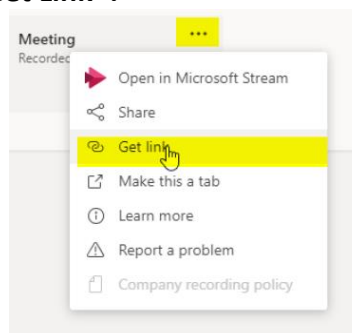 Meeting
...
Open in Microsoft Stream
Share
Get link
Make this a tab
Learn more
Report a problem
Company recording policy